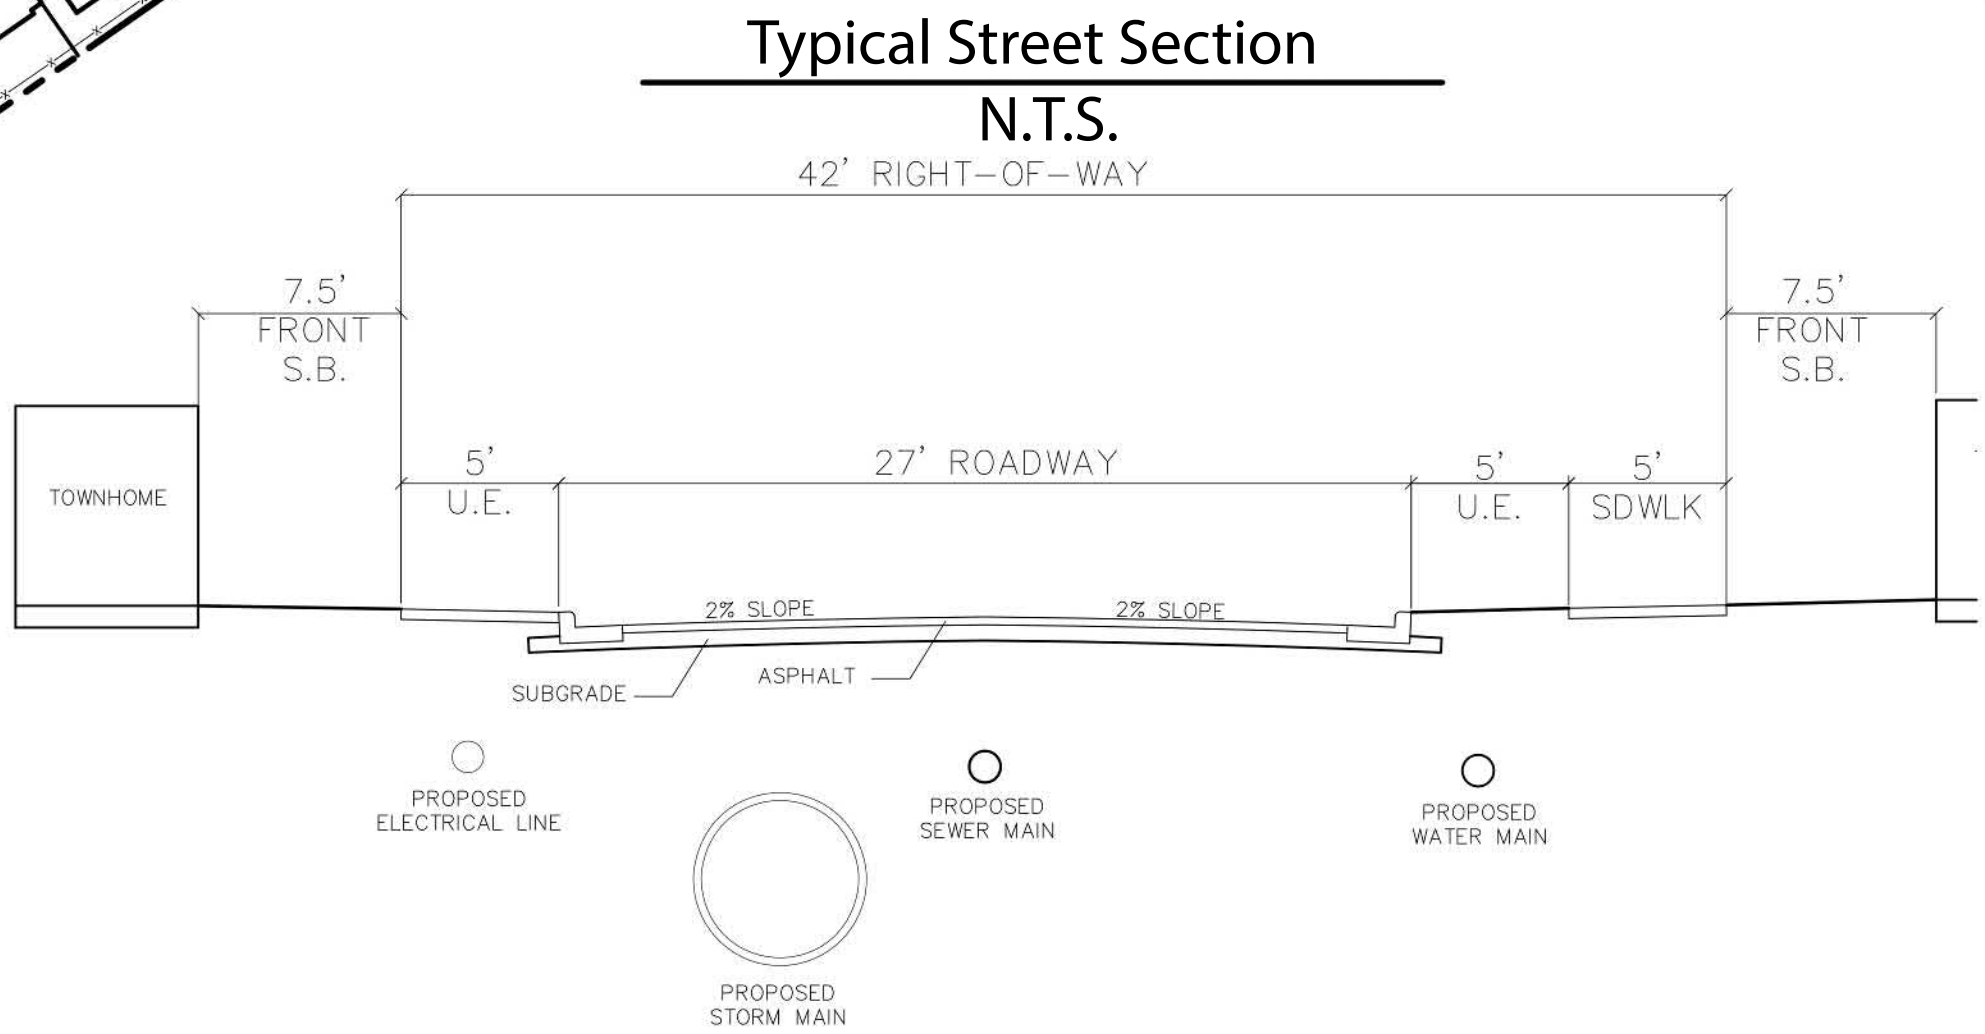 Typical Street Section
N.T.S.
42' RIGHT-OF-WAY
7.5'
FRONT
S.B.
7.5'
FRONT
S.B.
5'
U.E.
27' ROADWAY
5'
U.E.
5'
SDWLK
TOWNHOME
2% SLOPE
2% SLOPE
SUBGRADE
ASPHALT
PROPOSED
ELECTRICAL LINE
PROPOSED
SEWER MAIN
PROPOSED
WATER MAIN
PROPOSED
STORM MAIN